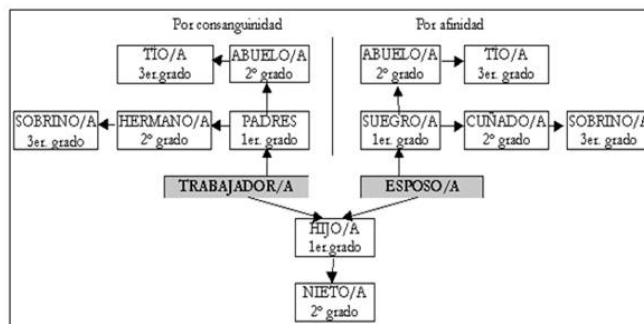 Por consanguinidad
Por afinidad
TÍO/A
3er.grado
ABUELO/A
2º grado
ABUELO/A
2º grado
TÍO/A
3er. grado
SOBRINO/A
3er. grado
HERMANO/A
2º grado
PADRES
1er. grado
SUEGRO/A
1er. grado
CUÑADO/A
2º grado
SOBRINO/A
3er. grado
TRABAJADOR/A
ESPOSO/A
HIJO/A
1er.grado
NIETO/A
2º grado